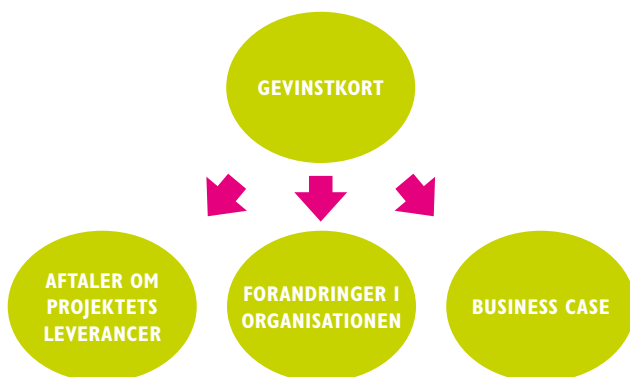 GEVINSTKORT
AFTALER OM
PROJEKTETS
LEVERANCER
FORANDRINGER I
ORGANISATIONEN
BUSINESS CASE